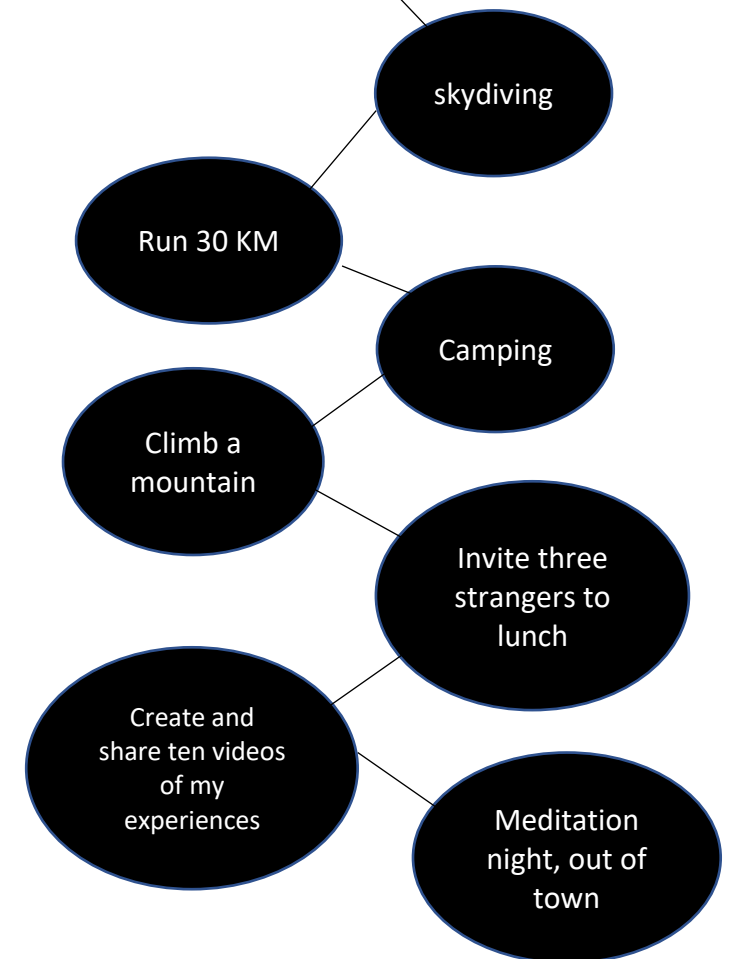 skydiving
Run 30 KM
Camping
Climb a
mountain
Invite three
strangers to
lunch
Create and
share ten videos
of my
experiences
Meditation
night, out of
town